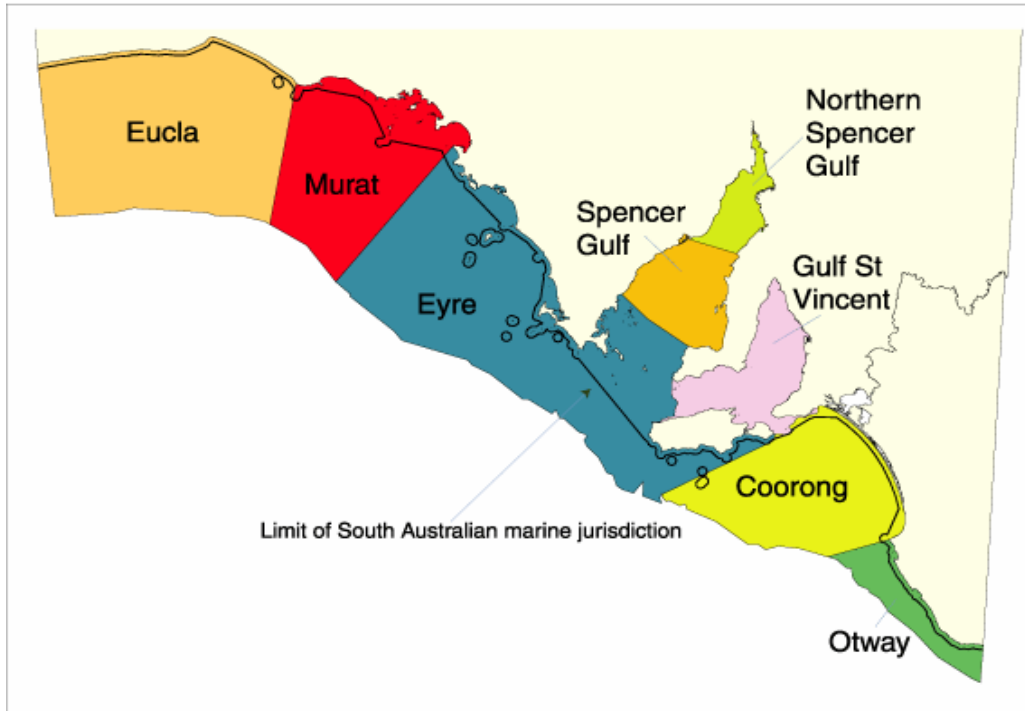 Eucla
Murat
Eyre
Northern
Spencer
Gulf
Spencer
Gulf
Gulf St
Vincent
Coorong
Limit of South Australian marine jurisdiction
Otway